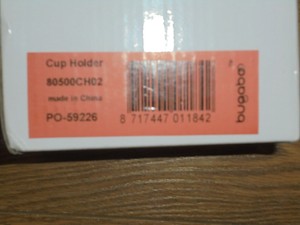 Cup Holder
80500CH02
made in China
PO-59226
8 717447 011842
bugaboo